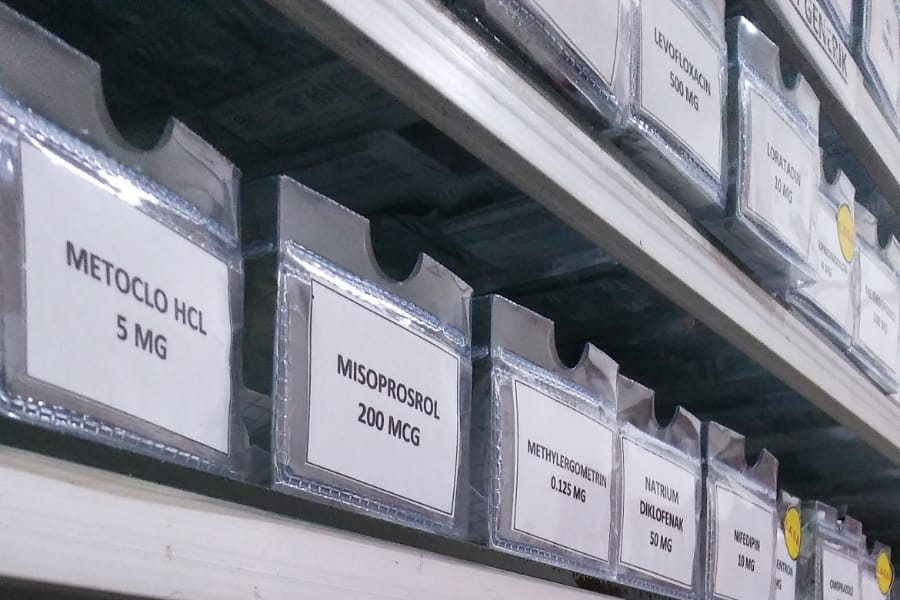 GENERIK
LEVOFLOXACIN
500 MG
LORATADIN
10 MG
METOCLO HCL
5 MG
MISOPROSROL
200 MCG
METHYLERGOMETRIN
0.125 MG
NATRIUM
DIKLOFENAK
50 MG
NIFEDIPIN
10 MG